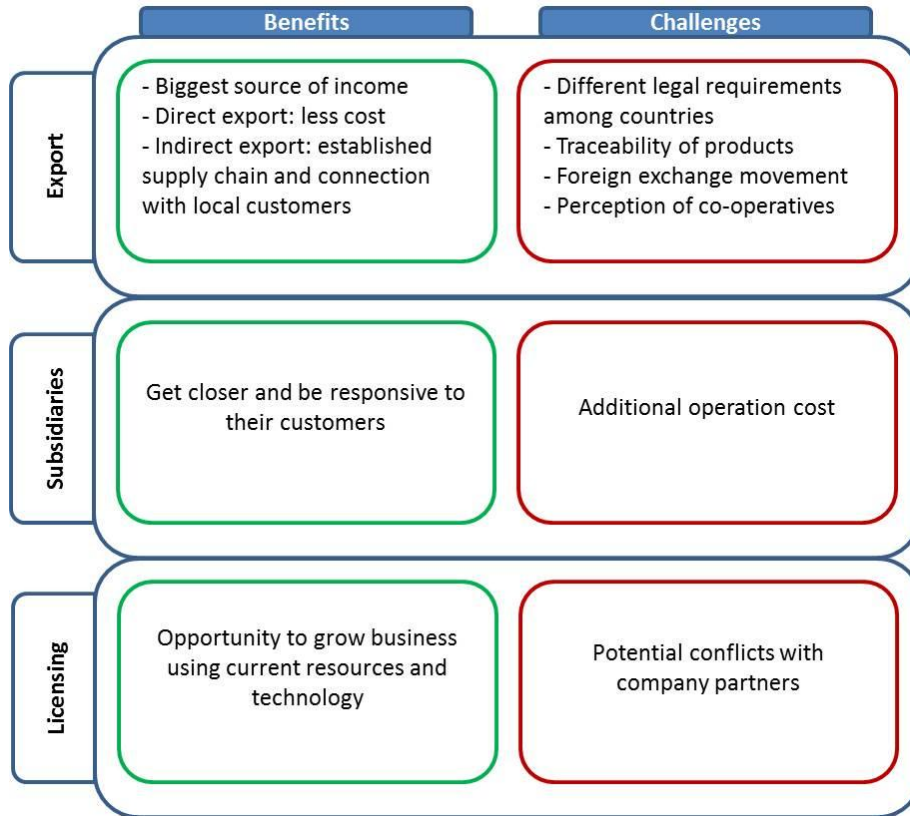 Benefits
Challenges
Export
- Biggest source of income
- Direct export: less cost
- Indirect export: established
supply chain and connection
with local customers
- Different legal requirements
among countries
- Traceability of products
- Foreign exchange movement
- Perception of co-operatives
Subsidiaries
Get closer and be responsive to
their customers
Additional operation cost
Licensing
Opportunity to grow business
using current resources and
technology
Potential conflicts with
company partners